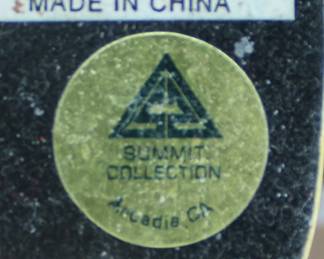 MADE IN CHINA
SUMMIT
COLLECTION
Arcadia, CA